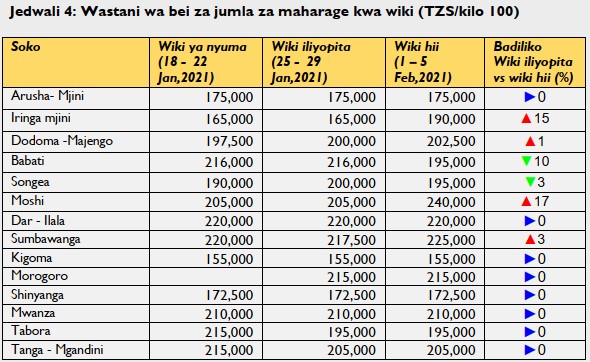 Jedwali 4: Wastani wa bei za jumla za maharage kwa wiki (TZS/kilo 100)
Soko Wiki ya nyuma (18 - 22 Jan,2021) Wiki iliyopita (25 - 29 Jan,2021) Wiki hii (1 – 5 Feb,2021) Badiliko Wiki iliyopita vs wiki hii (%)
Arusha- Mjini 175,000 175,000 175,000 ▶0
Iringa mjini 165,000 165,000 190,000 ▲15
Dodoma -Majengo 197,500 200,000 202,500 ▲1
Babati 216,000 216,000 195,000 ▼10
Songea 190,000 200,000 195,000 ▼3
Moshi 205,000 205,000 240,000 ▲17
Dar - Ilala 220,000 220,000 220,000 ▶0
Sumbawanga 220,000 217,500 225,000 ▲3
Kigoma 155,000 155,000 155,000 ▶0
Morogoro 215,000 215,000 ▶0
Shinyanga 172,500 172,500 172,500 ▶0
Mwanza 210,000 210,000 210,000 ▶0
Tabora 215,000 195,000 195,000 ▶0
Tanga - Mgandini 215,000 205,000 205,000 ▶0